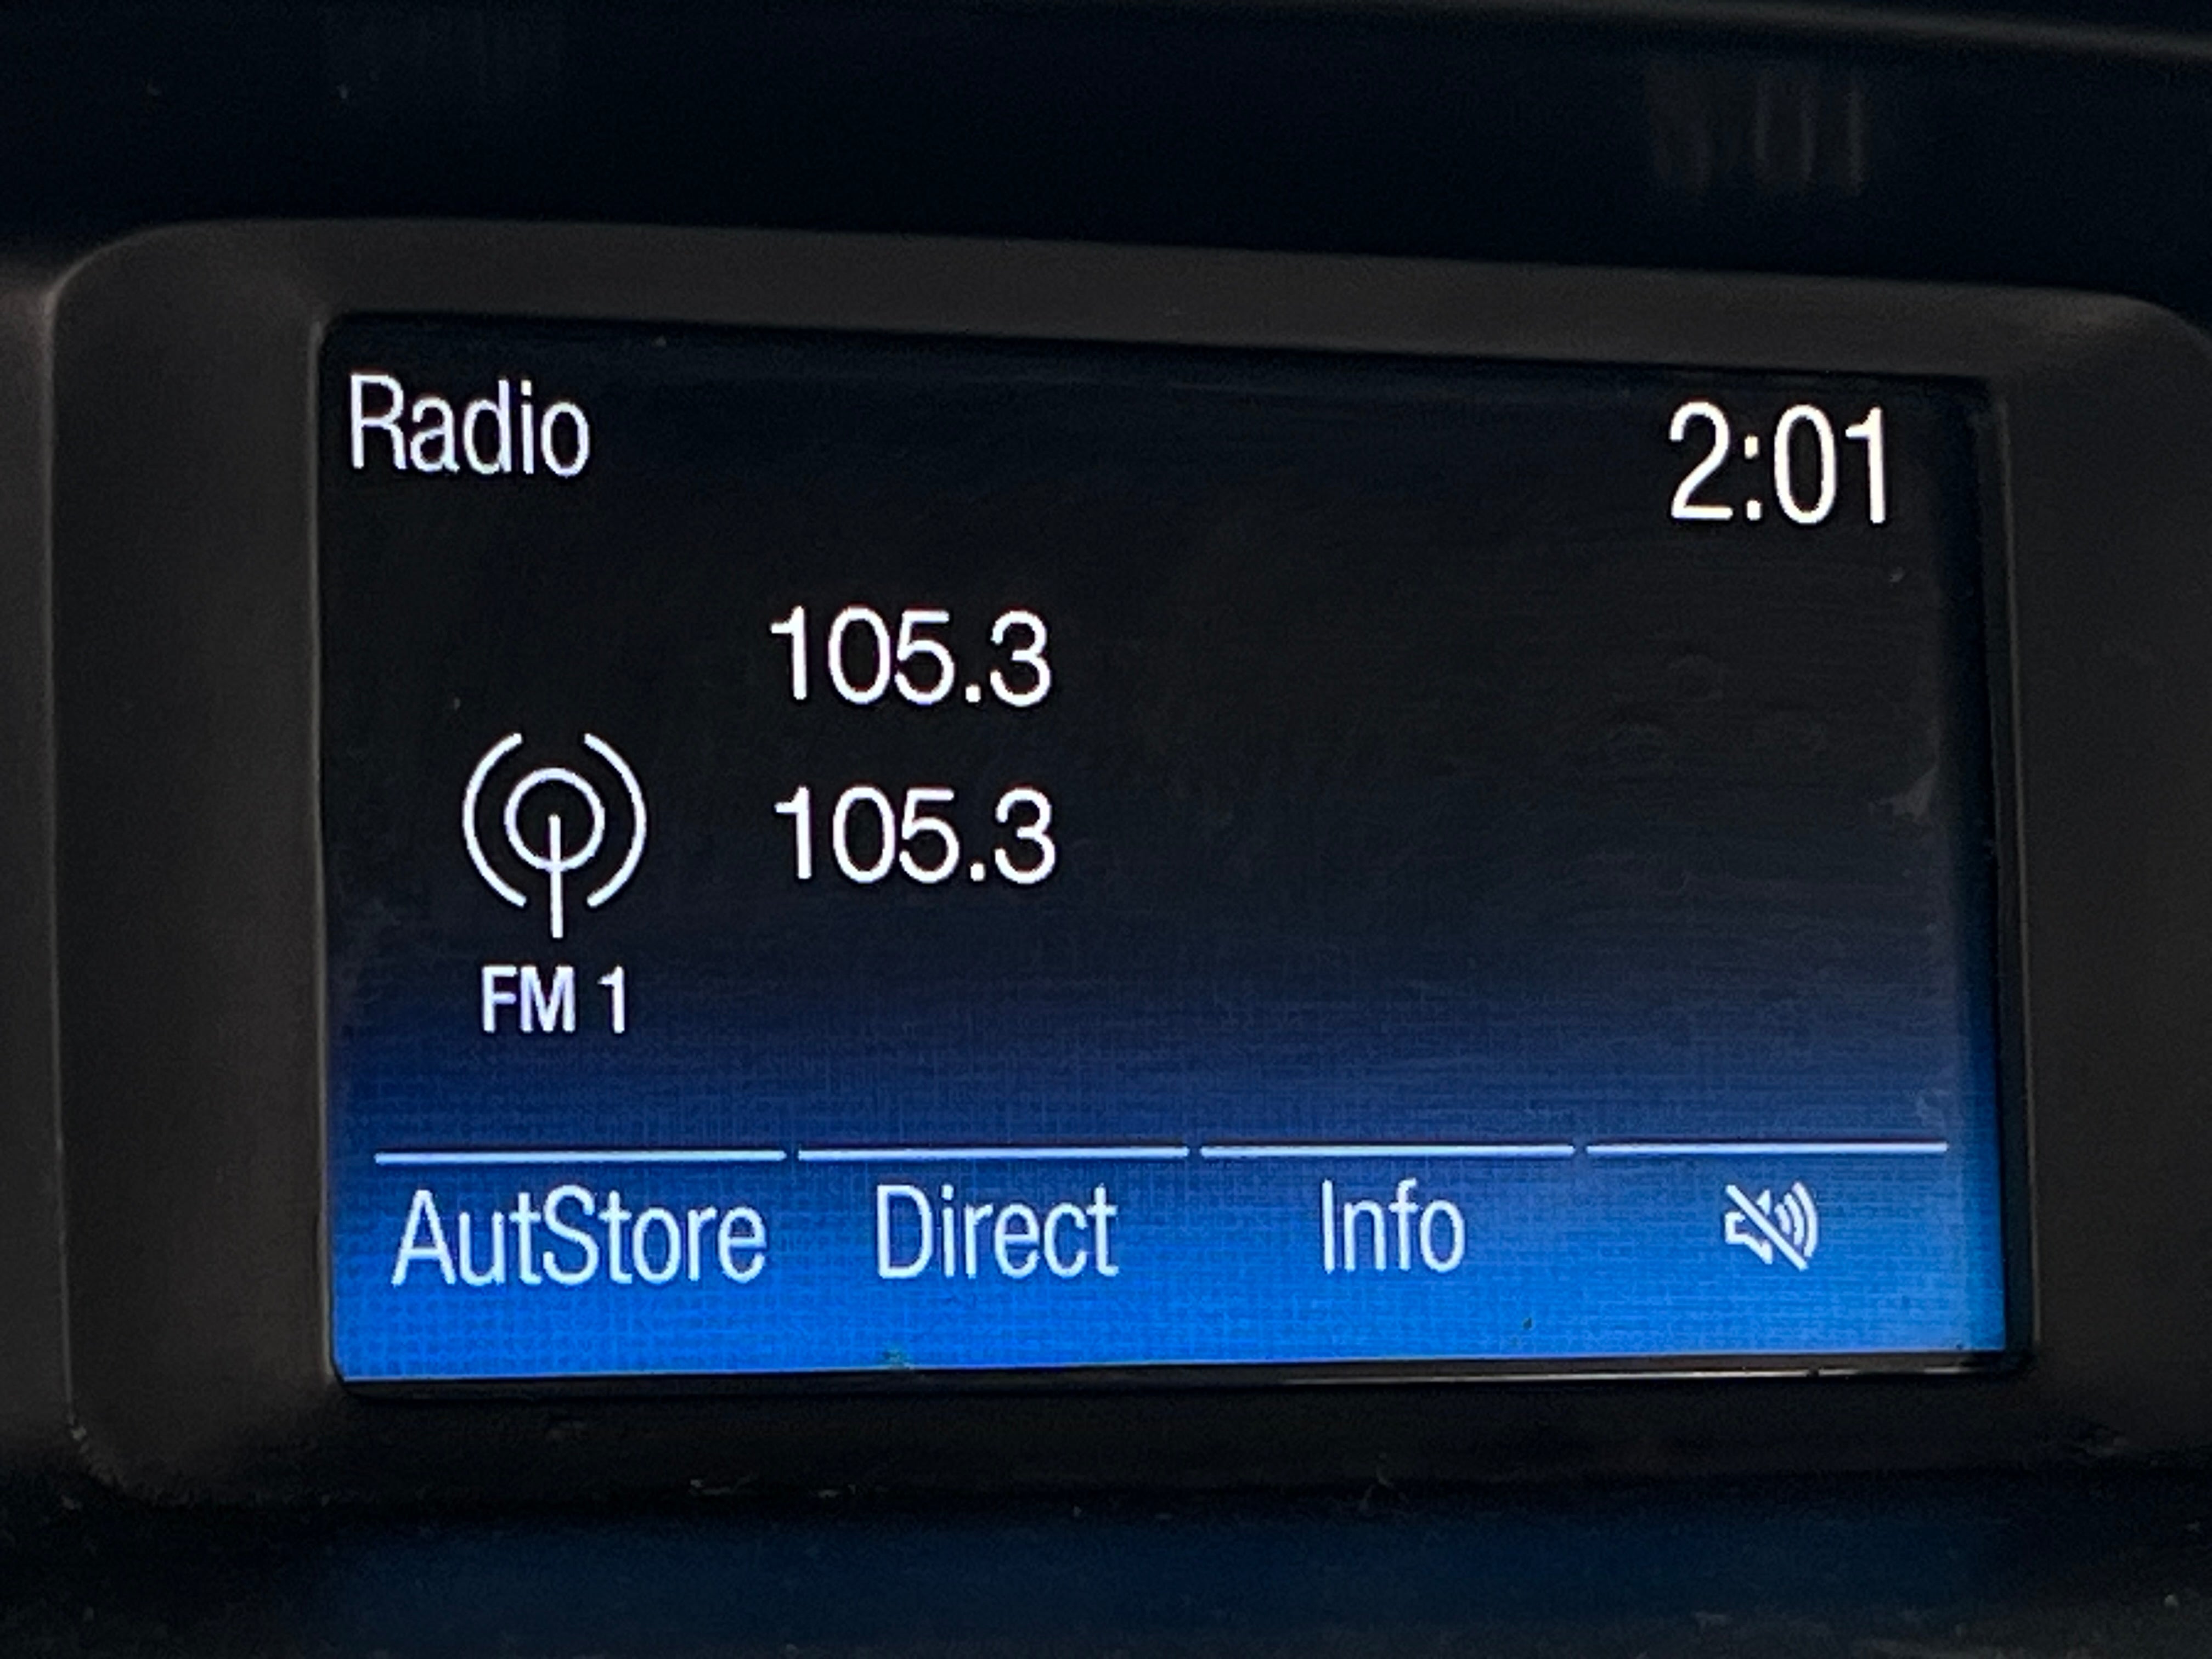 Radio 2:01
105.3
105.3
FM 1
AutStore Direct Info